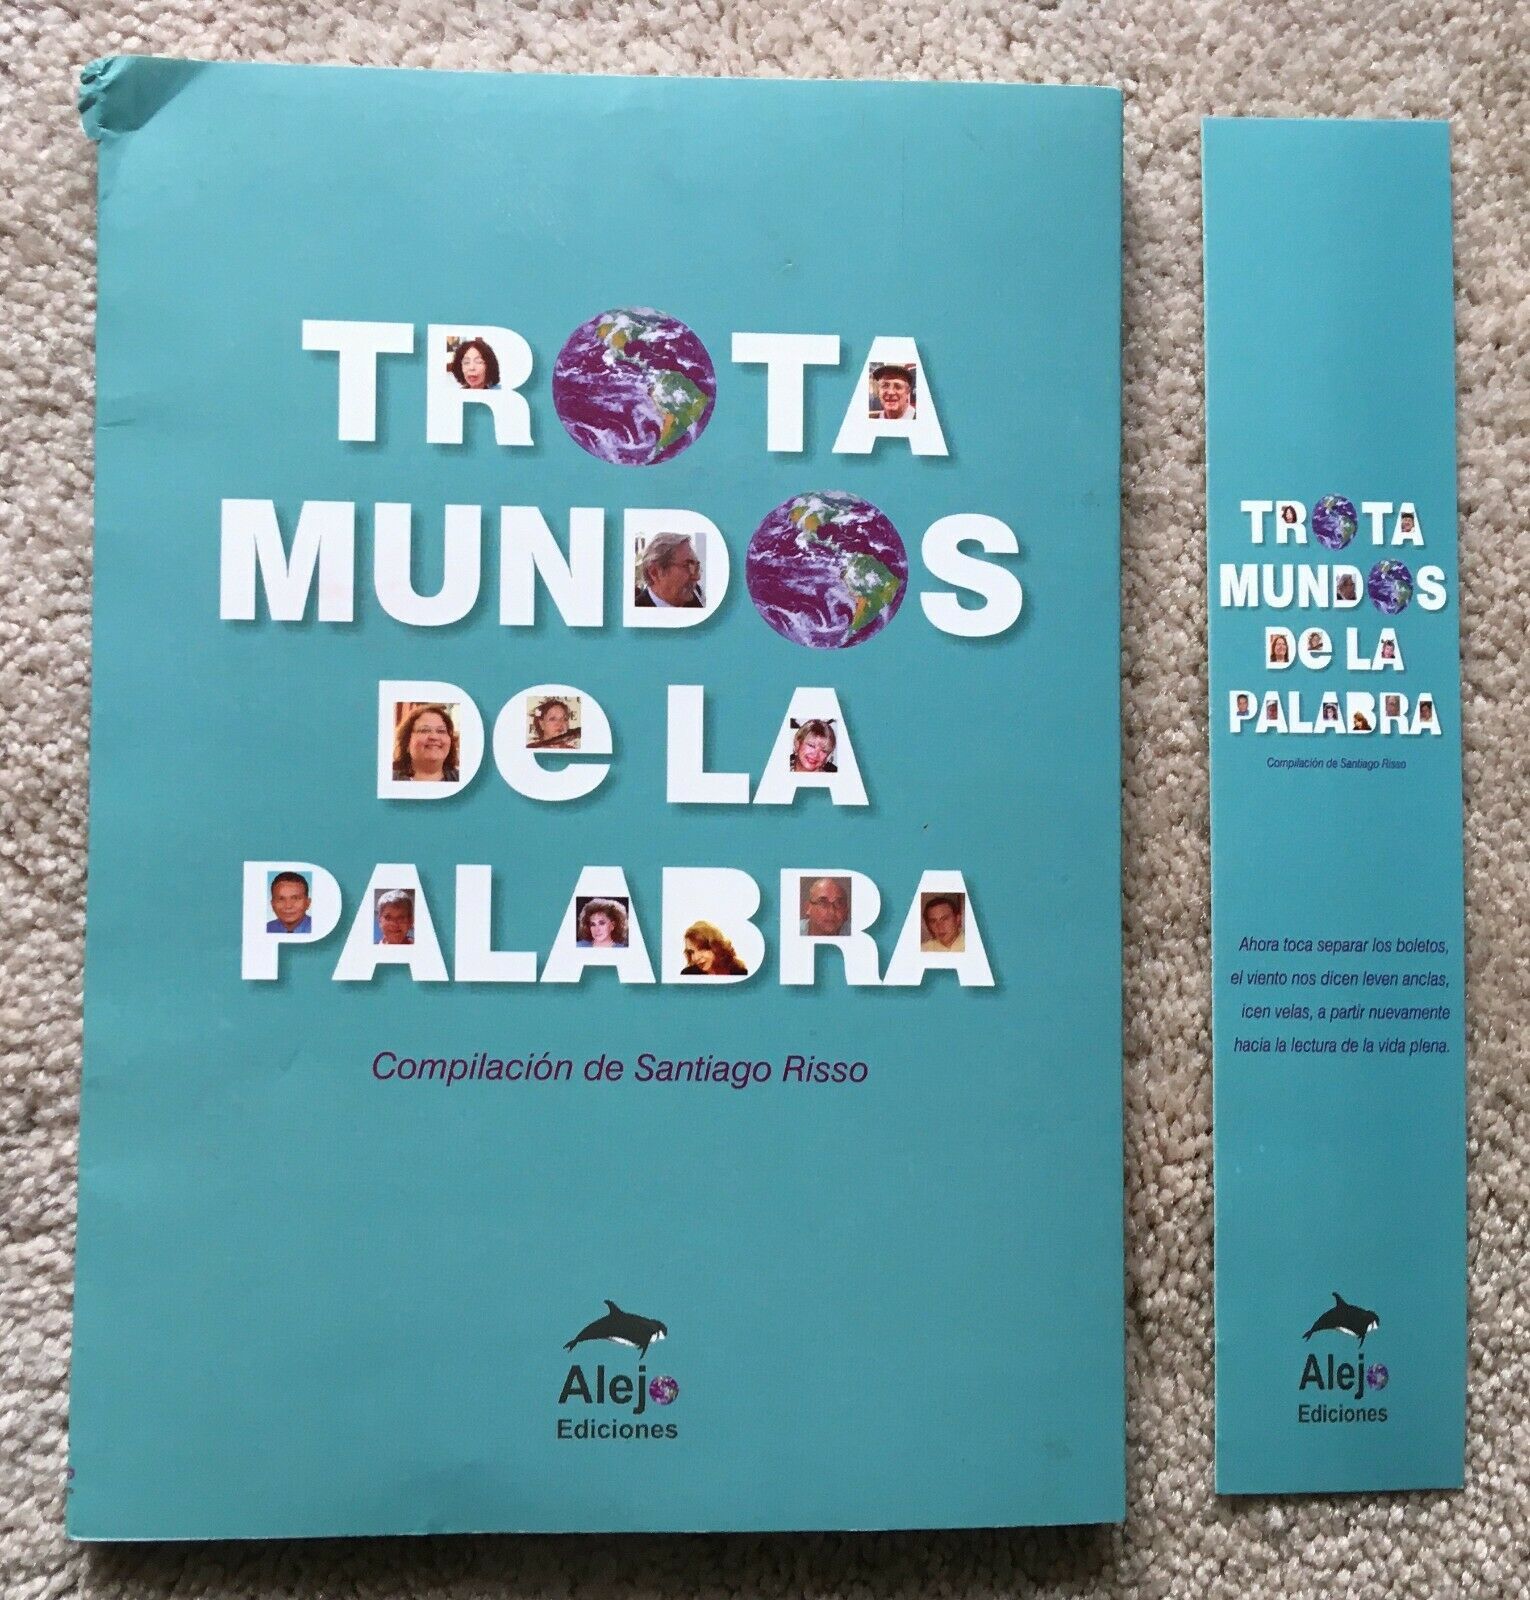 TROTA
MUNDOS
De LA
PALABRA
Compilación de Santiago Risso
Alejo
Ediciones
TROTA
MUNDOS
De LA
PALABRA
Compilación de Santiago Risso
Ahora toca separar los boletos,
el viento nos dicen leven anclas,
icen velas, a partir nuevamente
hacia la lectura de la vida plena.
Alejo
Ediciones